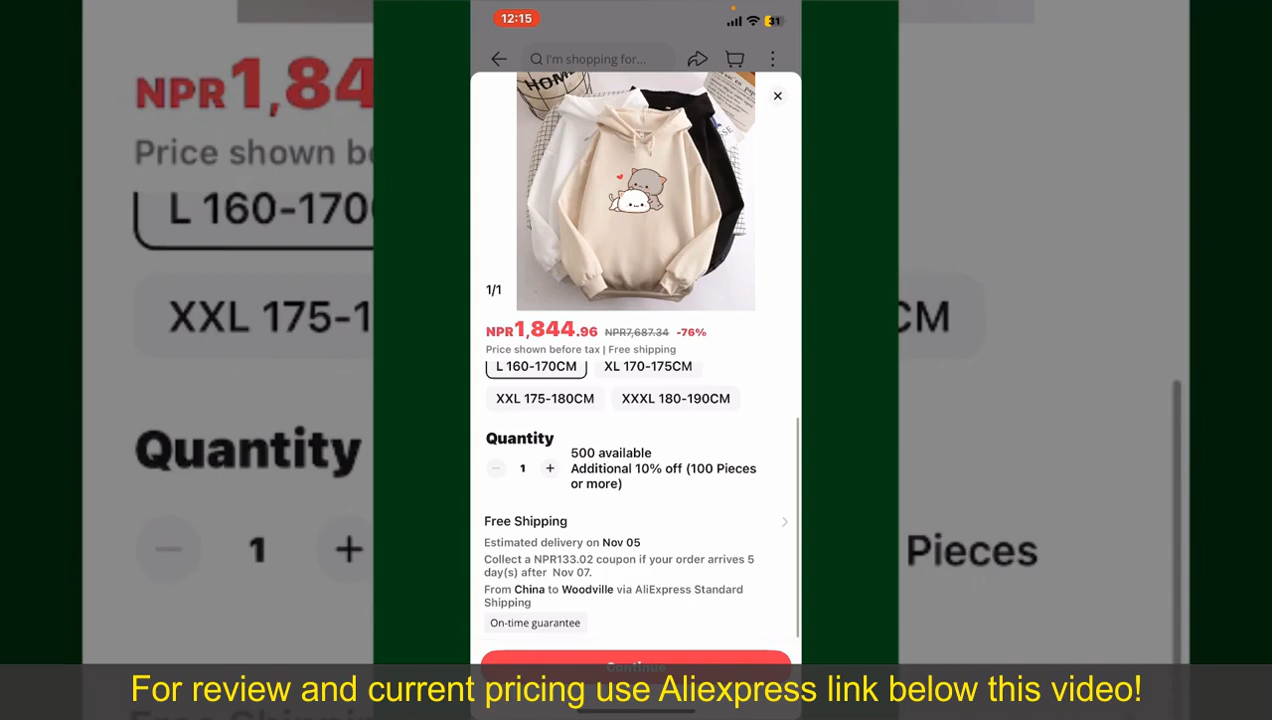 12:15
31
I'm shopping for...
HOME
1/1
NPR1,844.96 NPR7,687.34 -76%
Price shown before tax | Free shipping
L 160-170CM XL 170-175CM
XXL 175-180CM XXXL 180-190CM
Quantity
500 available
− 1 + Additional 10% off (100 Pieces
or more)
Free Shipping
Estimated delivery on Nov 05
Collect a NPR133.02 coupon if your order arrives 5
day(s) after Nov 07.
From China to Woodville via AliExpress Standard
Shipping
On-time guarantee
Continue
NPR1,84
Price shown be
L 160-170
XXL 175-1
CM
Quantity
− 1 +
Pieces
For review and current pricing use Aliexpress link below this video!